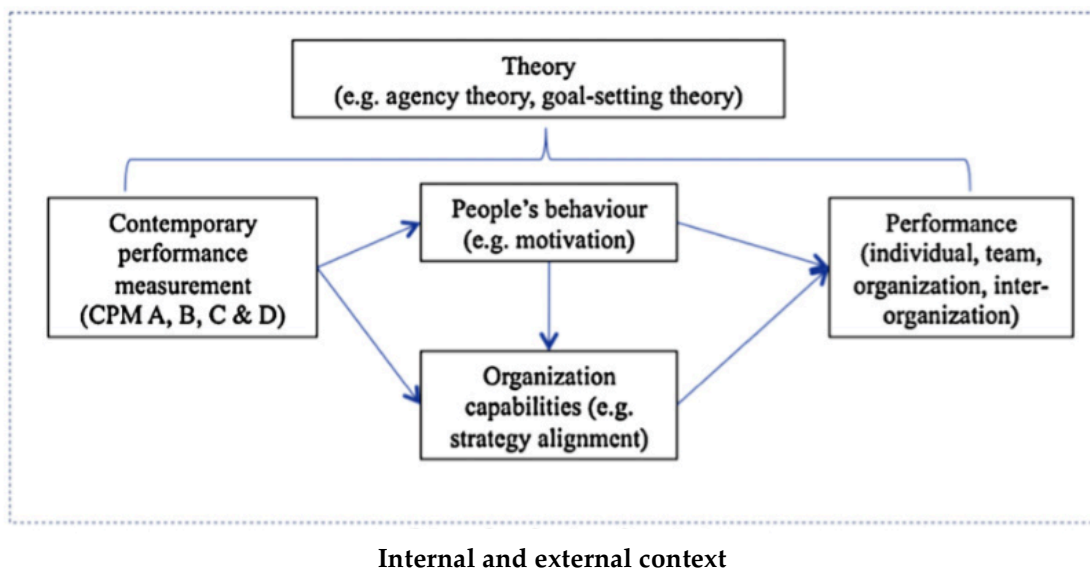 Theory
(e.g. agency theory, goal-setting theory)
Contemporary
performance
measurement
(CPM A, B, C & D)
People's behaviour
(e.g. motivation)
Organization
capabilities (e.g.
strategy alignment)
Performance
(individual, team,
organization, inter-
organization)
Internal and external context